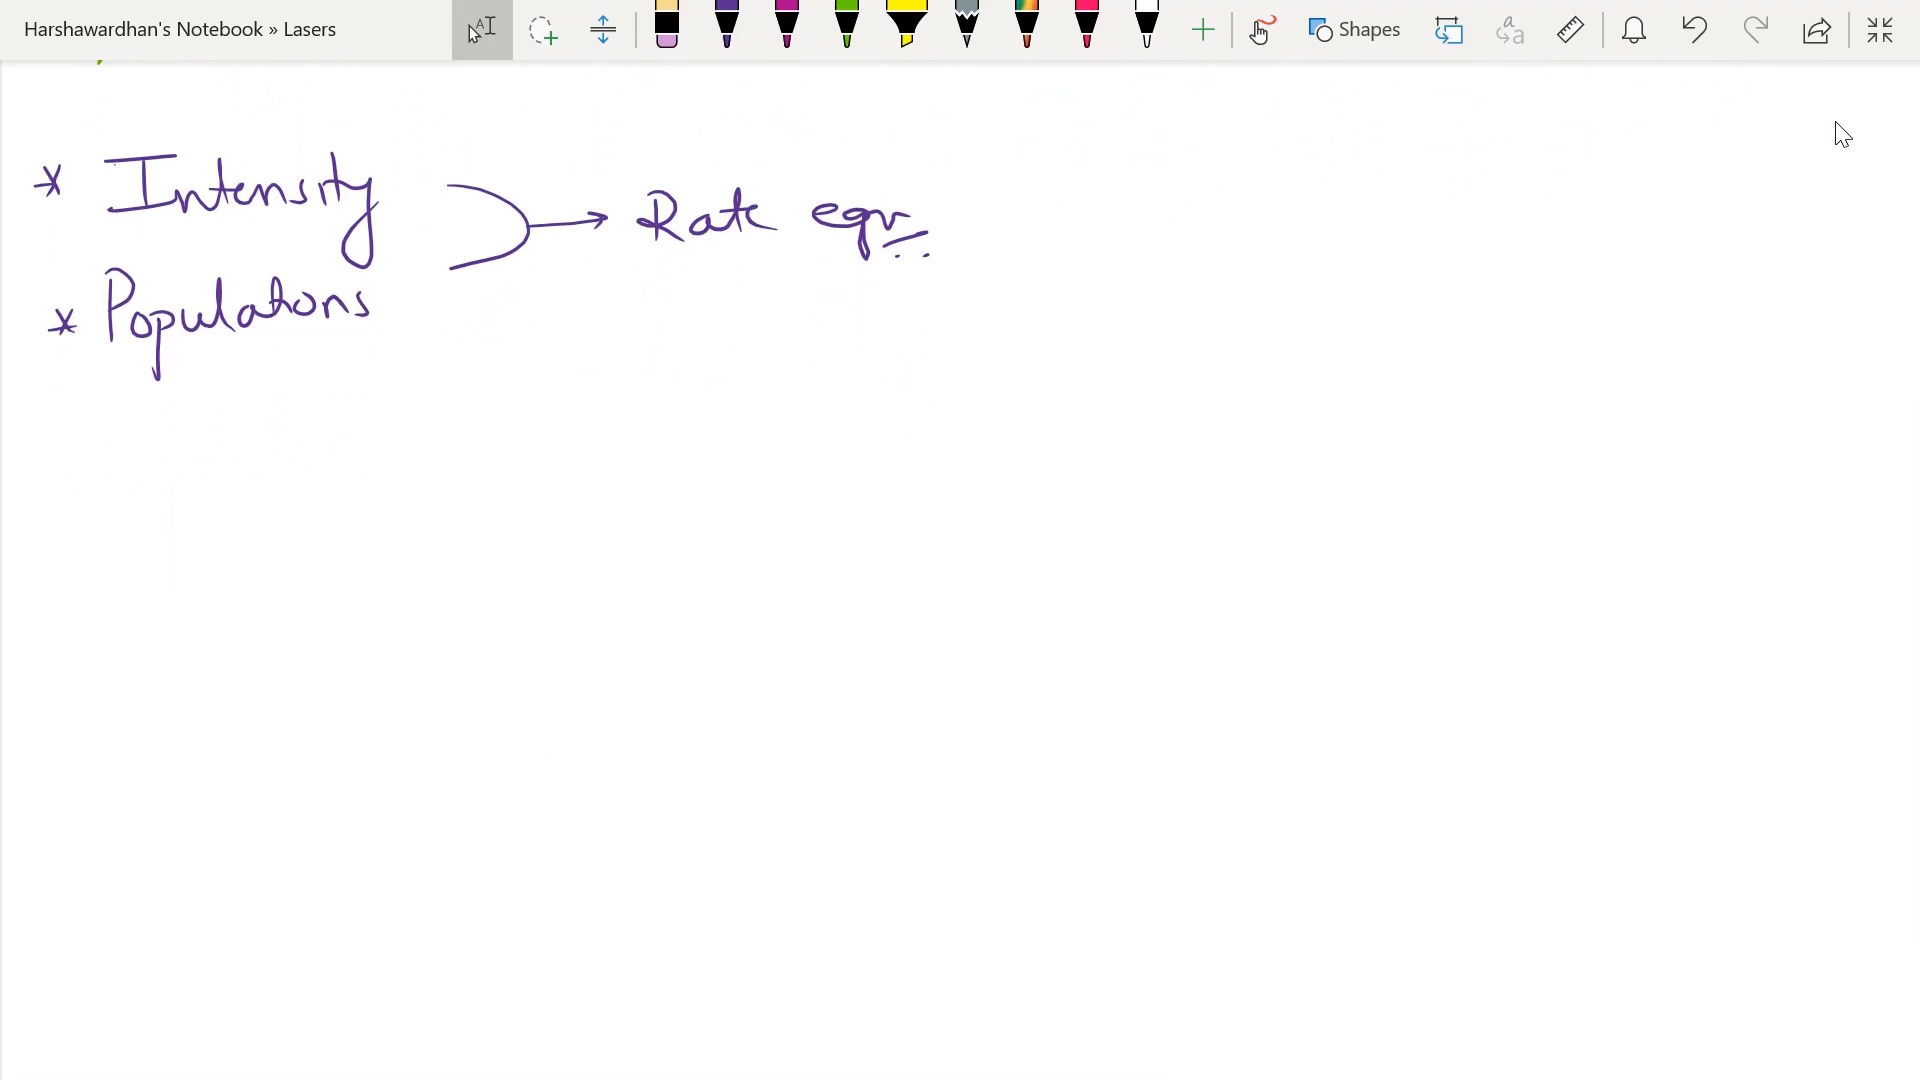 Harshawardhan's Notebook » Lasers
Shapes
* Intensity
→ Rate eqn
* Populations